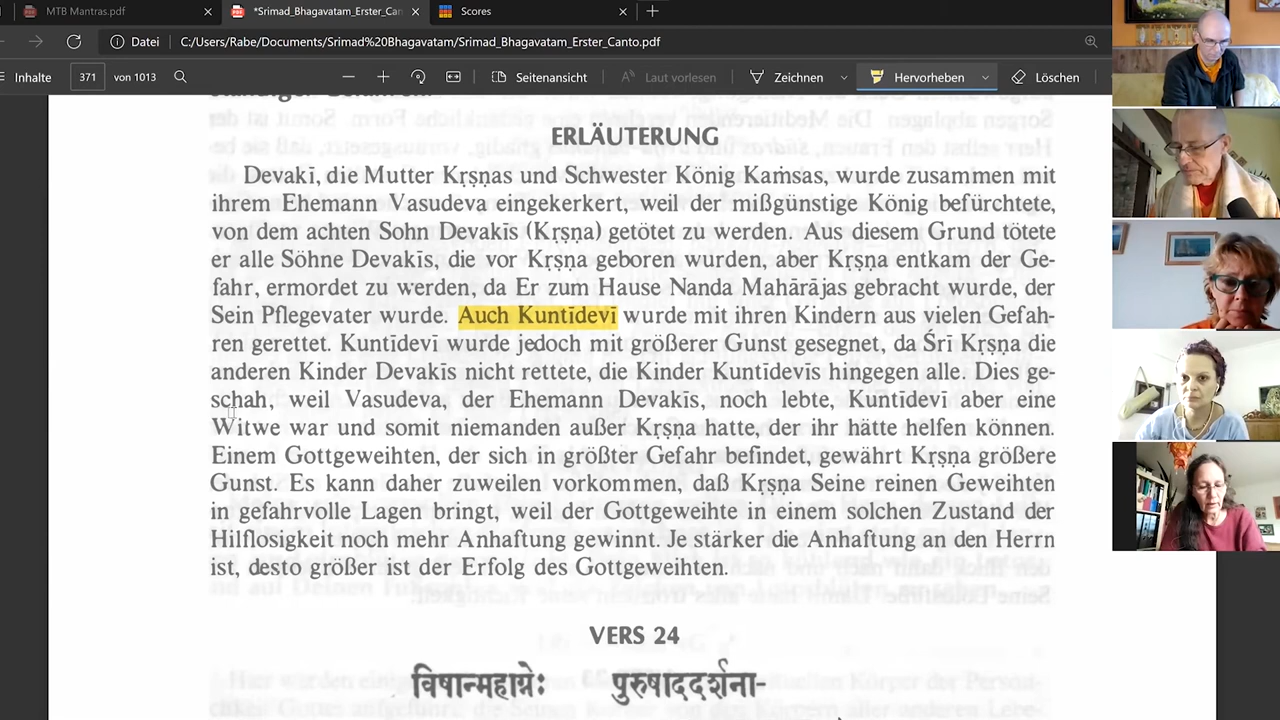 MTB Mantras.pdf
*Srimad_Bhagavatam_Erster_Can
Scores
Datei C:/Users/Rabe/Documents/Srimad%20Bhagavatam/Srimad_Bhagavatam_Erster_Canto.pdf
Inhalte 371 von 1013 Seitenansicht Laut vorlesen Zeichnen Hervorheben Löschen
ERLÄUTERUNG
Devakī, die Mutter Kṛṣṇas und Schwester König Kaṁsas, wurde zusammen mit
ihrem Ehemann Vasudeva eingekerkert, weil der mißgünstige König befürchtete,
von dem achten Sohn Devakīs (Kṛṣṇa) getötet zu werden. Aus diesem Grund tötete
er alle Söhne Devakīs, die vor Kṛṣṇa geboren wurden, aber Kṛṣṇa entkam der Ge-
fahr, ermordet zu werden, da Er zum Hause Nanda Mahārājas gebracht wurde, der
Sein Pflegevater wurde. Auch Kuntīdevī wurde mit ihren Kindern aus vielen Gefah-
ren gerettet. Kuntīdevī wurde jedoch mit größerer Gunst gesegnet, da Śrī Kṛṣṇa die
anderen Kinder Devakīs nicht rettete, die Kinder Kuntīdevīs hingegen alle. Dies ge-
schah, weil Vasudeva, der Ehemann Devakīs, noch lebte, Kuntīdevī aber eine
Witwe war und somit niemanden außer Kṛṣṇa hatte, der ihr hätte helfen können.
Einem Gottgeweihten, der sich in größter Gefahr befindet, gewährt Kṛṣṇa größere
Gunst. Es kann daher zuweilen vorkommen, daß Kṛṣṇa Seine reinen Geweihten
in gefahrvolle Lagen bringt, weil der Gottgeweihte in einem solchen Zustand der
Hilflosigkeit noch mehr Anhaftung gewinnt. Je stärker die Anhaftung an den Herrn
ist, desto größer ist der Erfolg des Gottgeweihten.
VERS 24
विषान्महाग्नेः पुरुषाददर्शना-